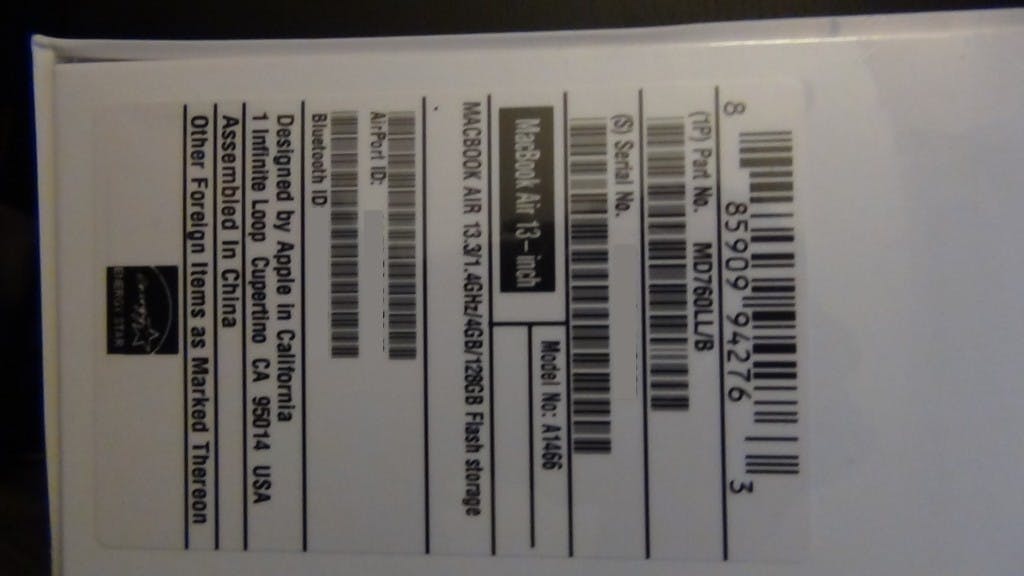 8 85909 94276 3
(1P) Part No. MD760LL/B
(S) Serial No.
MacBook Air 13-inch
Model No: A1466
MACBOOK AIR 13.3/1.4GHz/4GB/128GB Flash storage
AirPort ID:
Bluetooth ID
Designed by Apple in California
1 Infinite Loop Cupertino CA 95014 USA
Assembled In China
Other Foreign Items as Marked Thereon
energy
ENERGY STAR